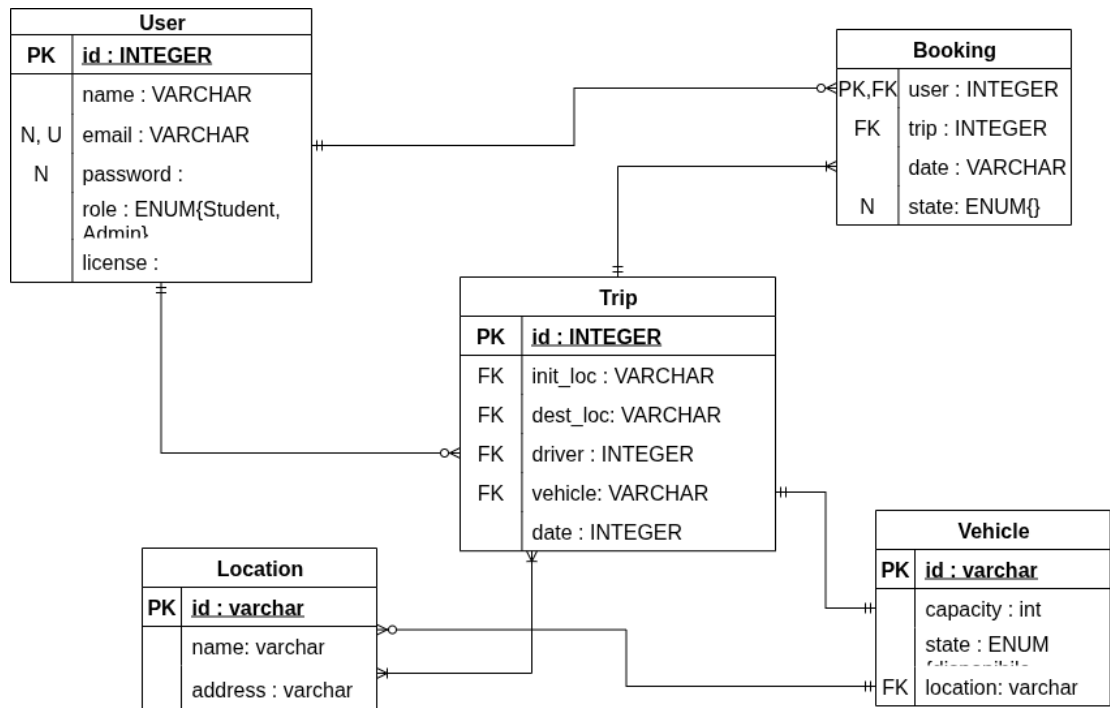 User
PK id : INTEGER
name : VARCHAR
N, U email : VARCHAR
N password :
role : ENUM{Student,
Admin}
license :
Booking
PK,FK user : INTEGER
FK trip : INTEGER
date : VARCHAR
N state: ENUM{}
Trip
PK id : INTEGER
FK init_loc : VARCHAR
FK dest_loc: VARCHAR
FK driver : INTEGER
FK vehicle: VARCHAR
date : INTEGER
Location
PK id : varchar
name: varchar
address : varchar
Vehicle
PK id : varchar
capacity : int
state : ENUM
FK location: varchar